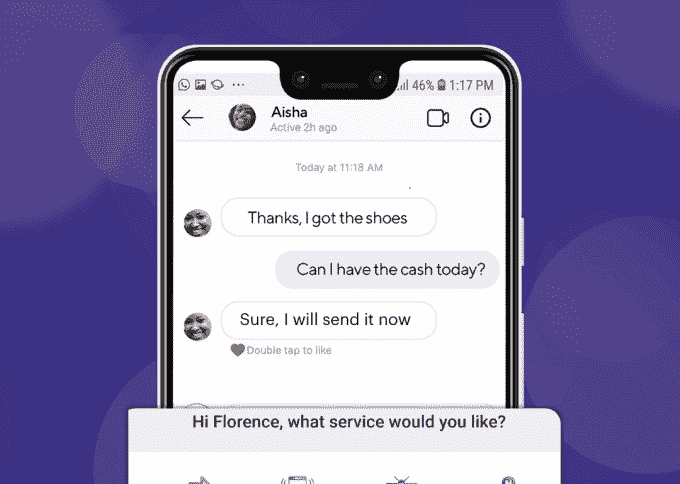 46% 1:17 PM
Aisha
Active 2h ago
Today at 11:18 AM
Thanks, I got the shoes
Can I have the cash today?
Sure, I will send it now
Double tap to like
Hi Florence, what service would you like?